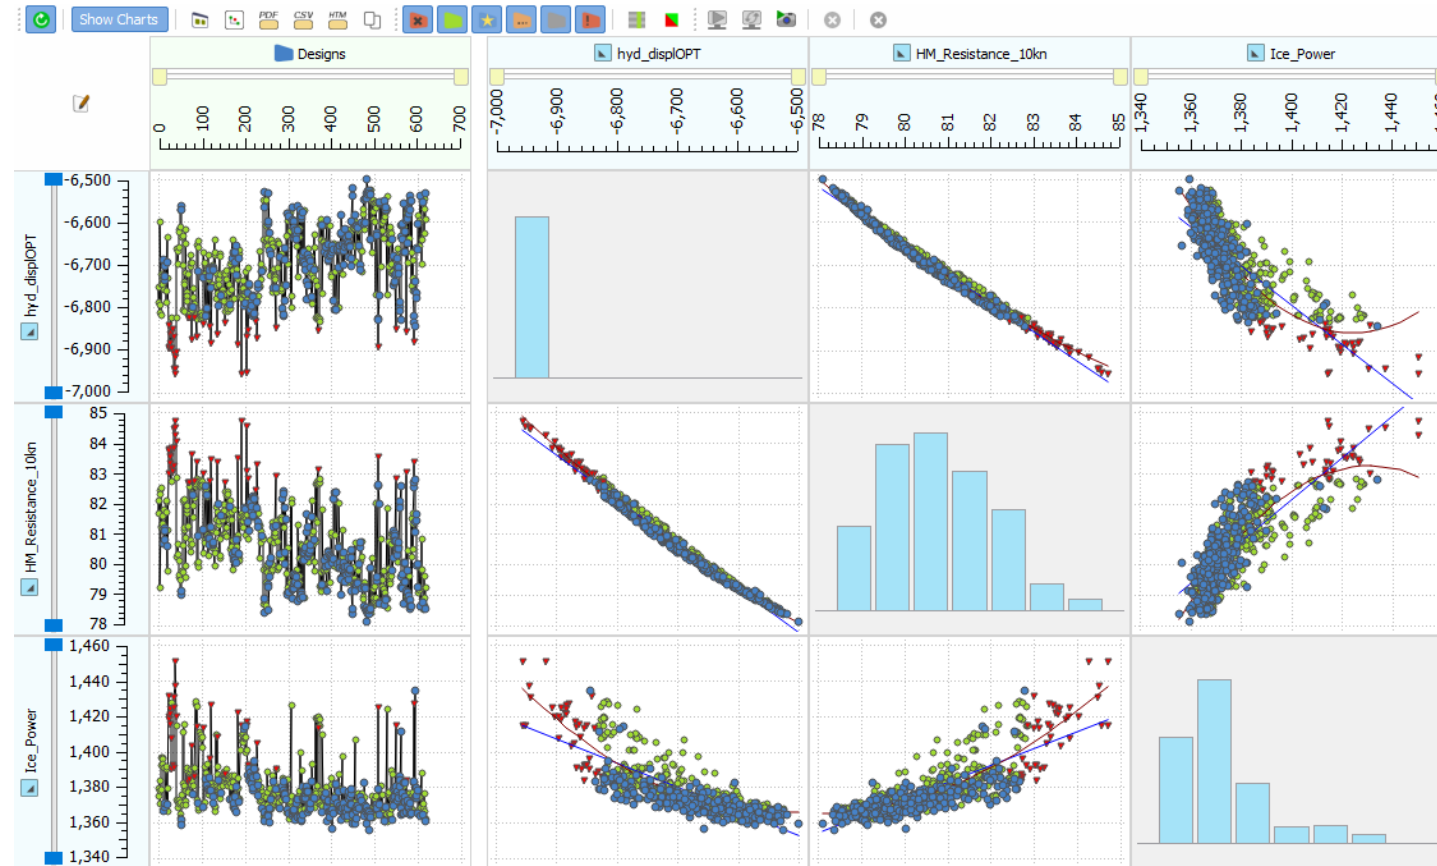 PDF CSV HTM
Show Charts
Designs
hyd_displOPT
HM_Resistance_10kn
Ice_Power
0 100 200 300 400 500 600 700
-7,000 -6,900 -6,800 -6,700 -6,600 -6,500
78 79 80 81 82 83 84 85
1,340 1,360 1,380 1,400 1,420 1,440
hyd_displOPT
-6,500
-6,600
-6,700
-6,800
-6,900
-7,000
HM_Resistance_10kn
85
84
83
82
81
80
79
78
Ice_Power
1,460
1,440
1,420
1,400
1,380
1,360
1,340